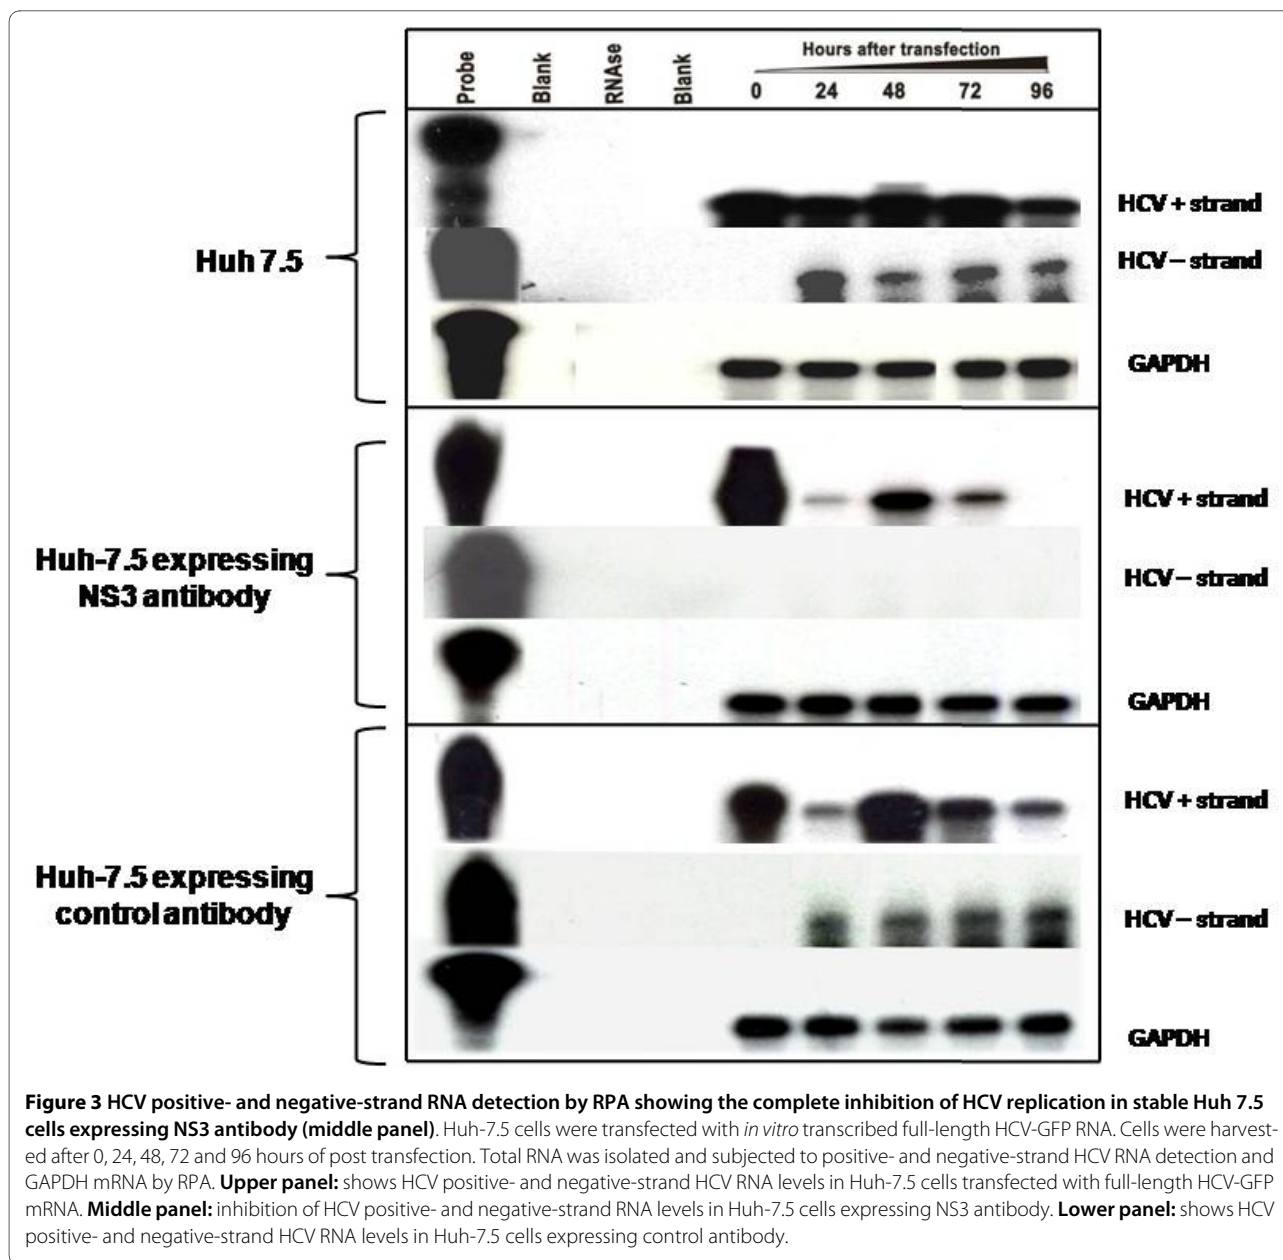 Probe
Blank
RNAse
Blank
Hours after transfection
0 24 48 72 96
Huh 7.5
HCV + strand
HCV – strand
GAPDH
Huh-7.5 expressing
NS3 antibody
HCV + strand
HCV – strand
GAPDH
Huh-7.5 expressing
control antibody
HCV + strand
HCV – strand
GAPDH
Figure 3 HCV positive- and negative-strand RNA detection by RPA showing the complete inhibition of HCV replication in stable Huh 7.5
cells expressing NS3 antibody (middle panel). Huh-7.5 cells were transfected with in vitro transcribed full-length HCV-GFP RNA. Cells were harvest-
ed after 0, 24, 48, 72 and 96 hours of post transfection. Total RNA was isolated and subjected to positive- and negative-strand HCV RNA detection and
GAPDH mRNA by RPA. Upper panel: shows HCV positive- and negative-strand HCV RNA levels in Huh-7.5 cells transfected with full-length HCV-GFP
mRNA. Middle panel: inhibition of HCV positive- and negative-strand RNA levels in Huh-7.5 cells expressing NS3 antibody. Lower panel: shows HCV
positive- and negative-strand HCV RNA levels in Huh-7.5 cells expressing control antibody.